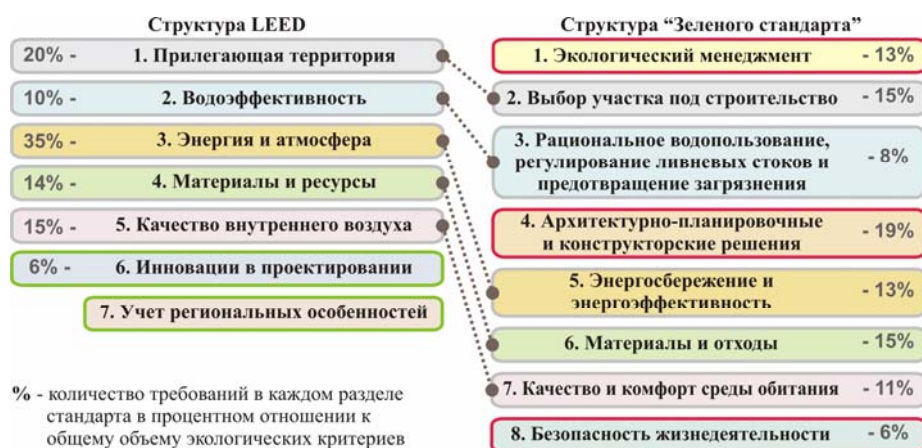 Структура LEED
20% - 1. Прилегающая территория
10% - 2. Водоэффективность
35% - 3. Энергия и атмосфера
14% - 4. Материалы и ресурсы
15% - 5. Качество внутреннего воздуха
6% - 6. Инновации в проектировании
7. Учет региональных особенностей
% - количество требований в каждом разделе
стандарта в процентном отношении к
общему объему экологических критериев
Структура “Зеленого стандарта”
1. Экологический менеджмент - 13%
2. Выбор участка под строительство - 15%
3. Рациональное водопользование,
регулирование ливневых стоков и - 8%
предотвращение загрязнения
4. Архитектурно-планировочные
и конструкторские решения - 19%
5. Энергосбережение и
энергоэффективность - 13%
6. Материалы и отходы - 15%
7. Качество и комфорт среды обитания - 11%
8. Безопасность жизнедеятельности - 6%